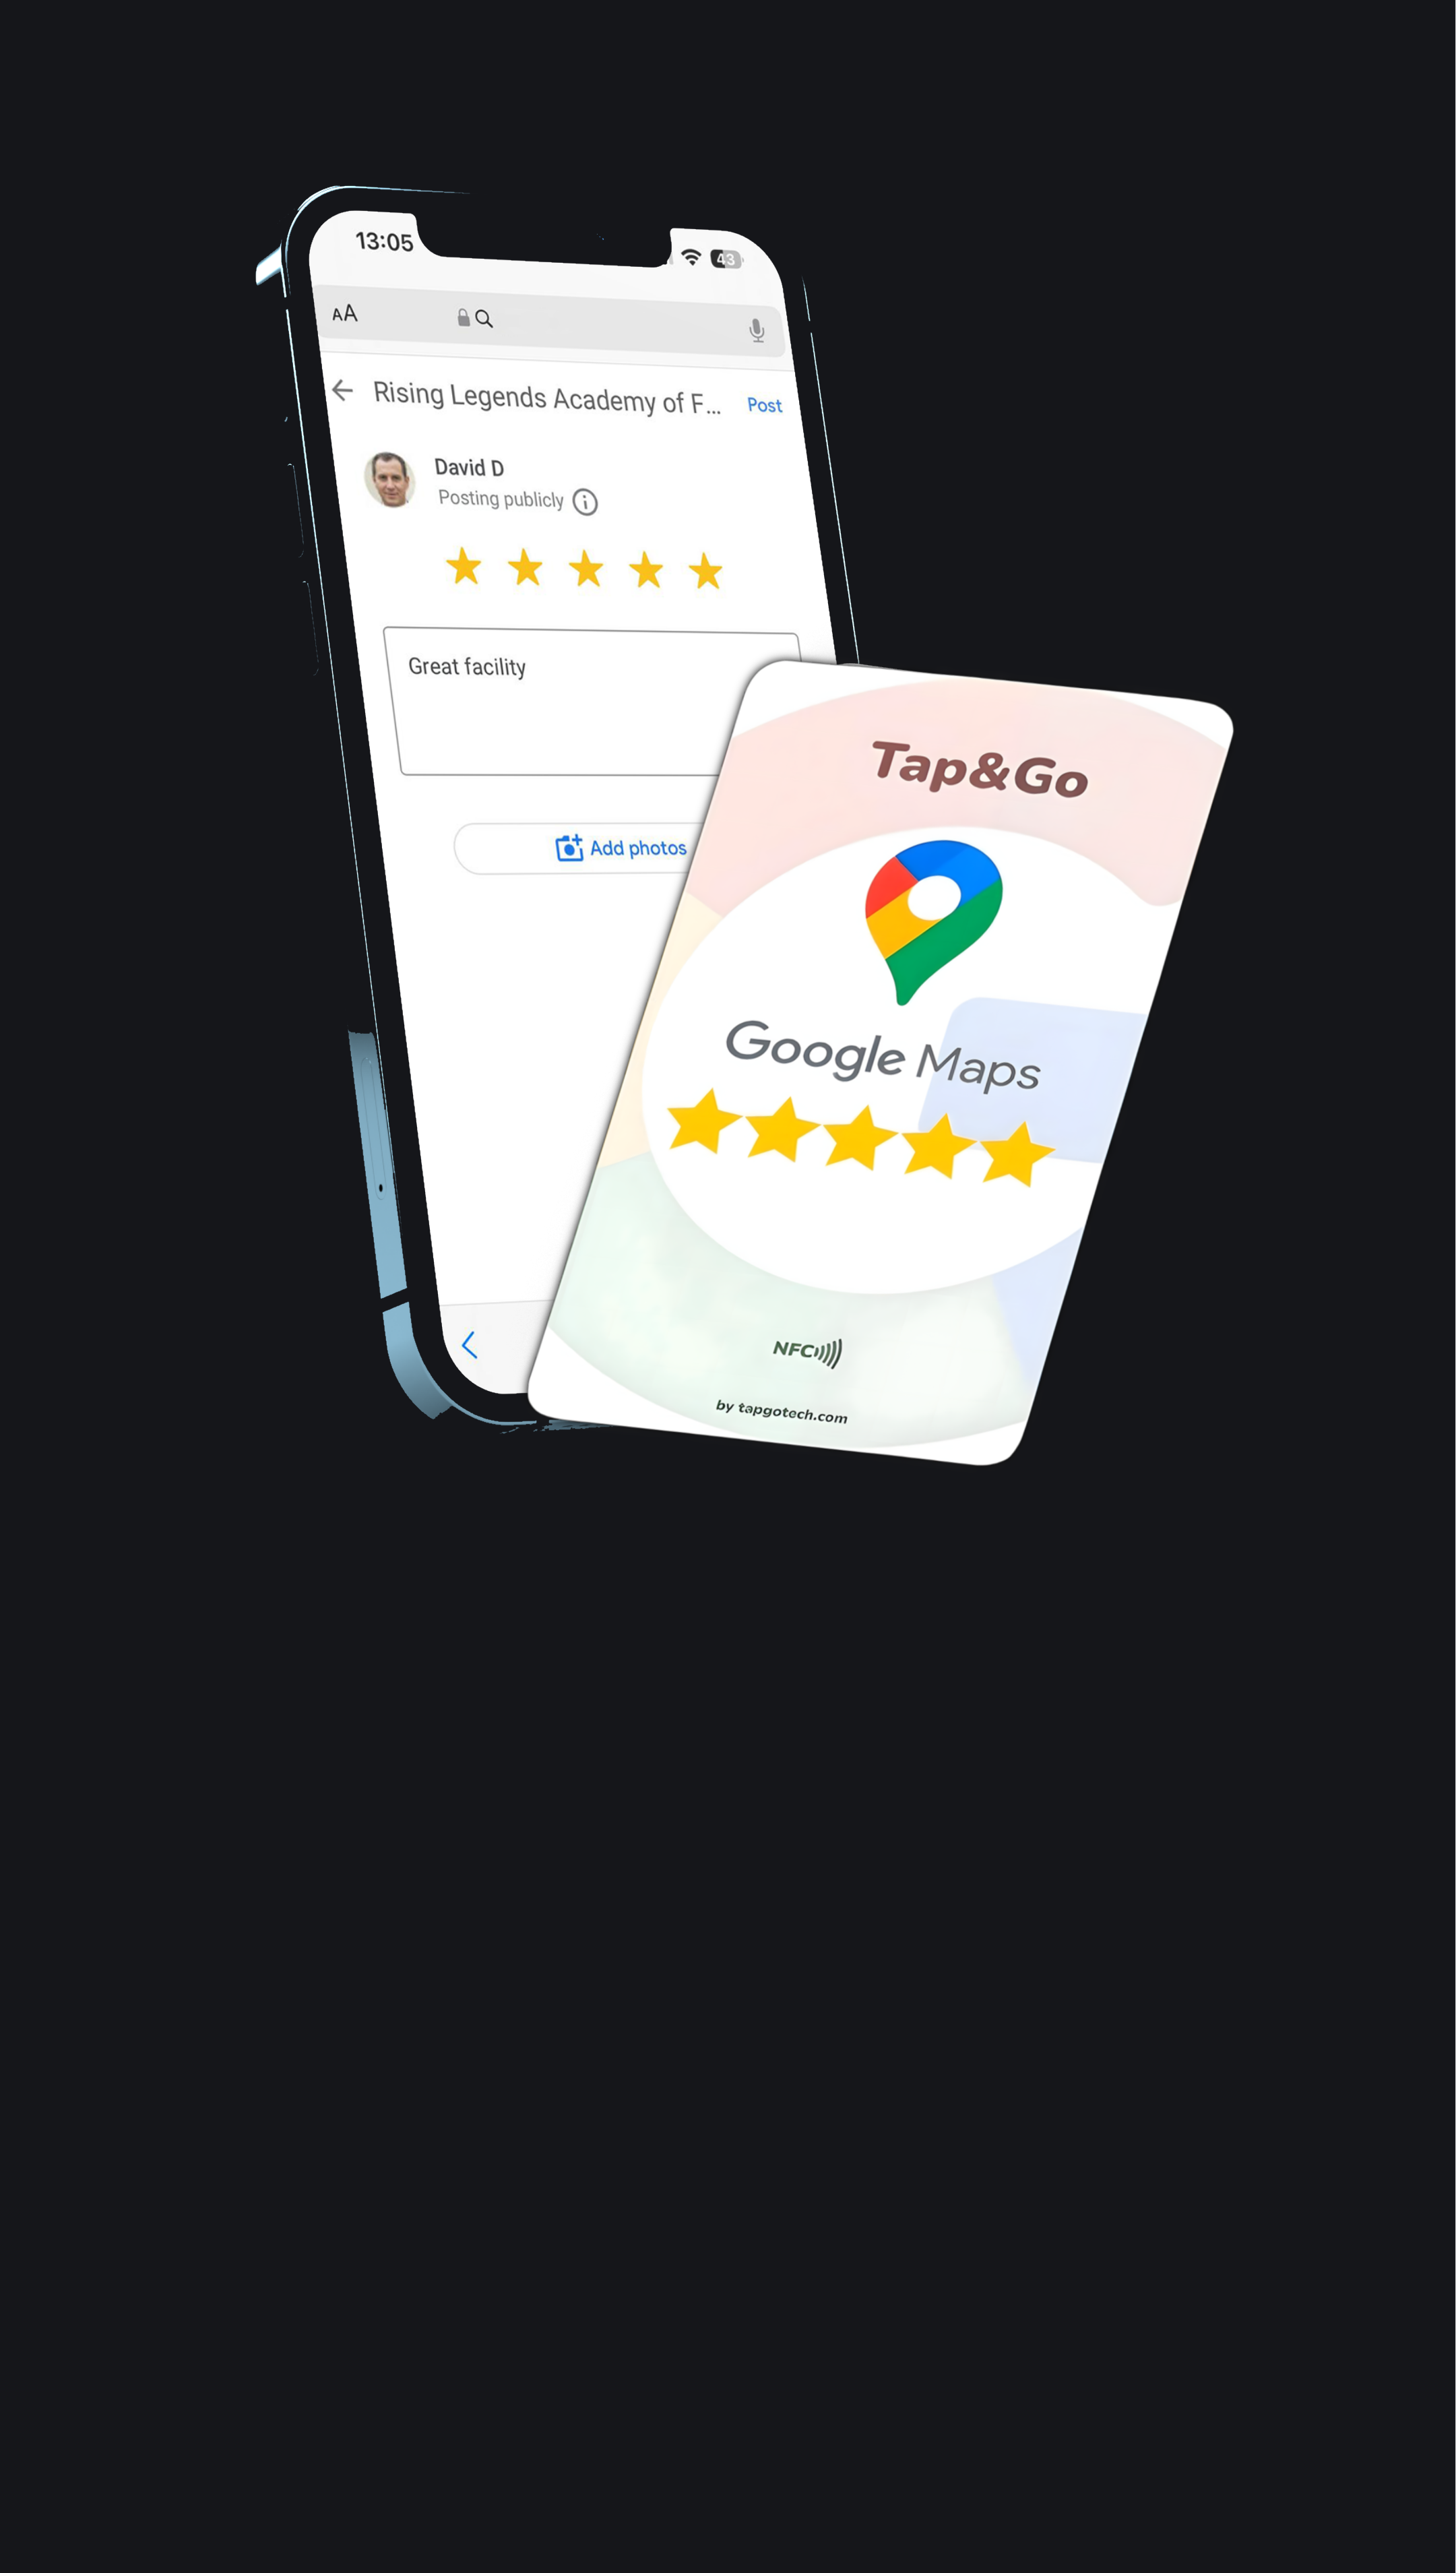 13:05
43
AA
Rising Legends Academy of F... Post
David D
Posting publicly
Great facility
Add photos
Tap&Go
Google Maps
NFC
by tapgotech.com